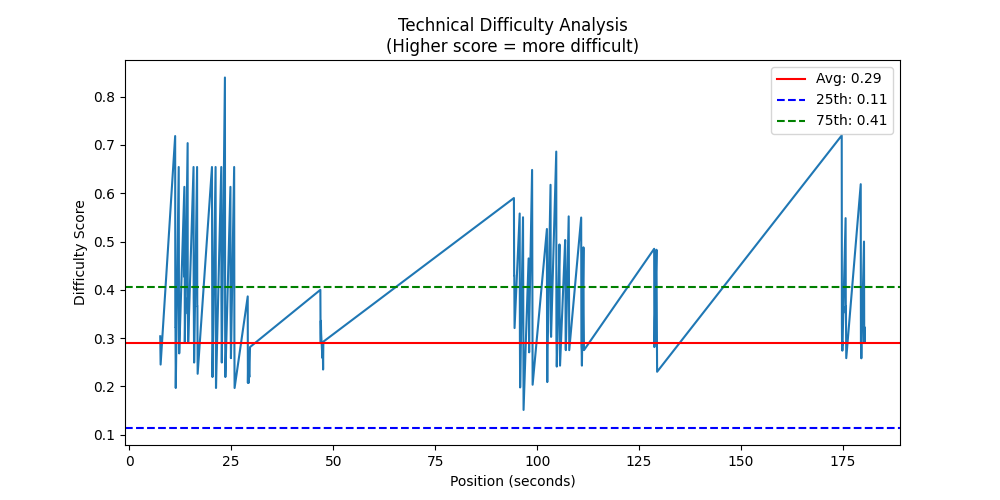 Technical Difficulty Analysis
(Higher score = more difficult)
Avg: 0.29
25th: 0.11
75th: 0.41
Difficulty Score
0.8
0.7
0.6
0.5
0.4
0.3
0.2
0.1
0 25 50 75 100 125 150 175
Position (seconds)